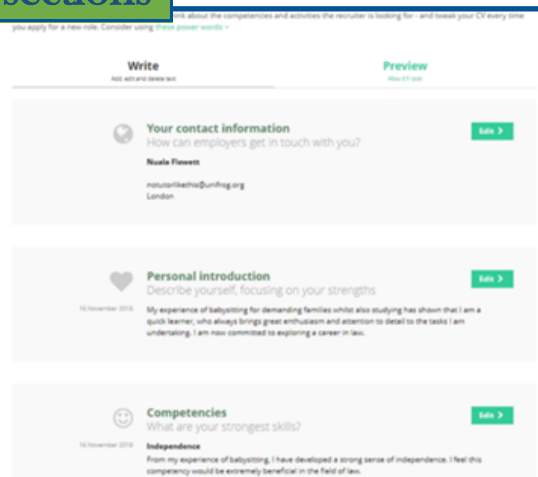 sections
think about the competencies and activities the recruiter is looking for - and tweak your CV every time
you apply for a new role. Consider using these power words >
Write
Add, edit and delete text
Preview
How it'll look
Your contact information
Edit >
How can employers get in touch with you?
Nuala Flewett
notutorlikethis@unifrog.org
London
Personal introduction
Edit >
Describe yourself, focusing on your strengths
16 November 2018
My experience of babysitting for demanding families whilst also studying has shown that I am a
quick learner, who always brings great enthusiasm and attention to detail to the tasks I am
undertaking. I am now committed to exploring a career in law.
Competencies
Edit >
What are your strongest skills?
16 November 2018
Independence
From my experience of babysitting, I have developed a strong sense of independence. I feel this
competency would be extremely beneficial in the field of law.